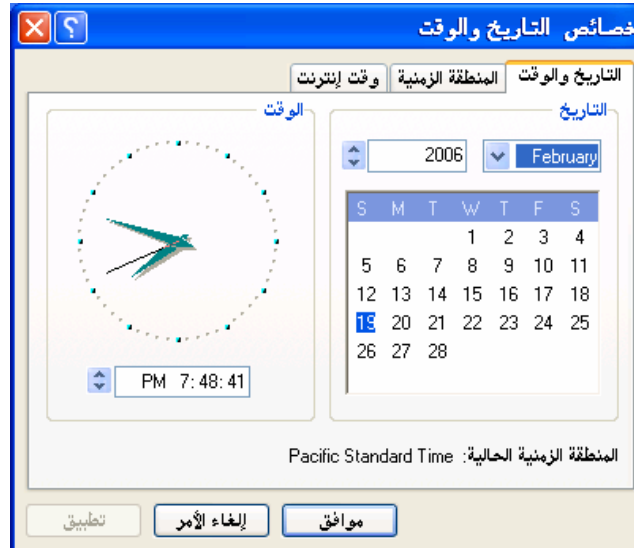 خصائص التاريخ والوقت
التاريخ والوقت
المنطقة الزمنية
وقت إنترنت
التاريخ
February
2006
S M T W T F S
1 2 3 4
5 6 7 8 9 10 11
12 13 14 15 16 17 18
19 20 21 22 23 24 25
26 27 28
الوقت
PM 7:48:41
المنطقة الزمنية الحالية: Pacific Standard Time
موافق
إلغاء الأمر
تطبيق